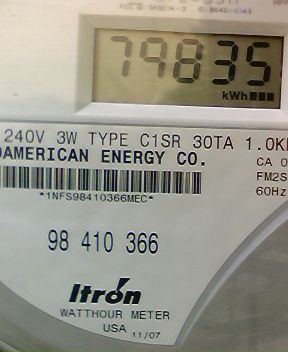 79835
kWh
240V 3W TYPE C1SR 30TA 1.0K
AMERICAN ENERGY CO.
CA 0
FM2S
60Hz
*1NFS98410366MEC*
98 410 366
Itron
WATTHOUR METER
USA 11/07